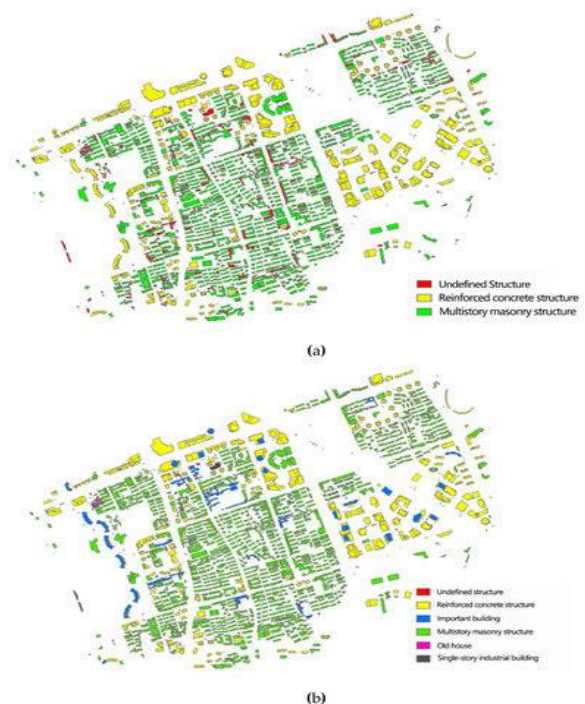 Undefined Structure
Reinforced concrete structure
Multistory masonry structure
(a)
Undefined structure
Reinforced concrete structure
Important building
Multistory masonry structure
Old house
Single-story industrial building
(b)